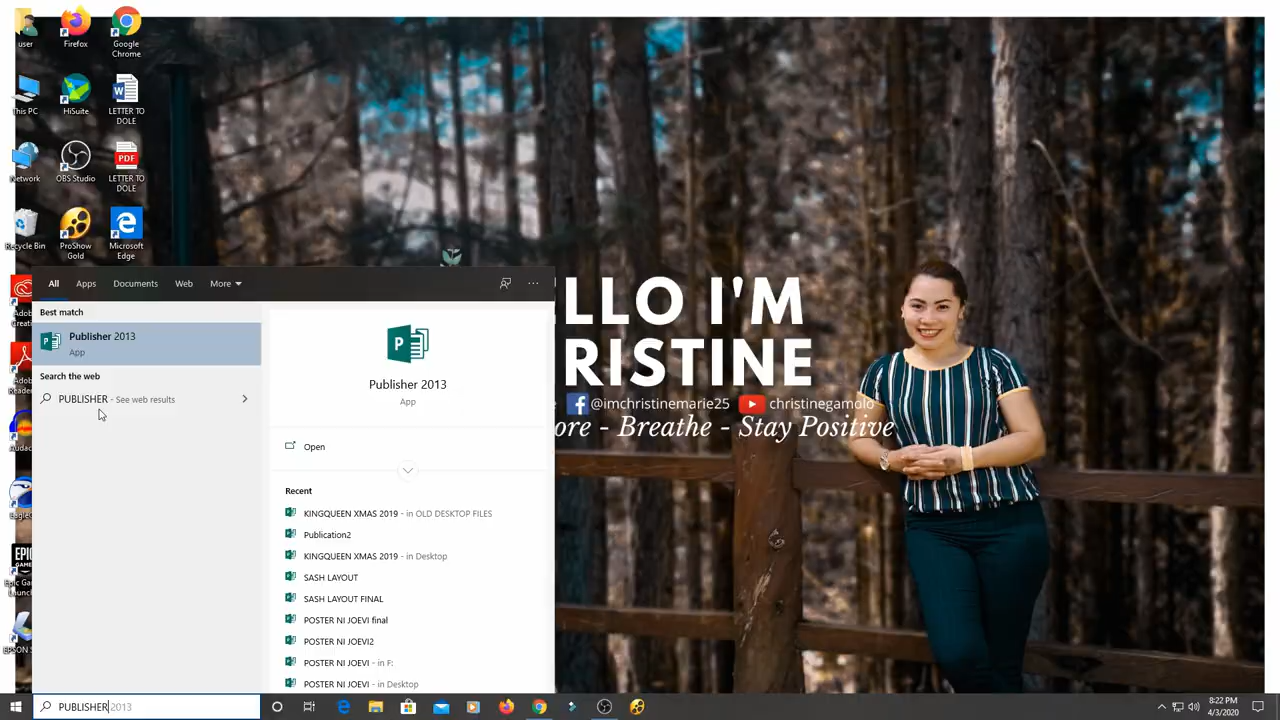 user
Firefox
Google
Chrome
This PC
HiSuite
LETTER TO
DOLE
Network
OBS Studio
PDF
LETTER TO
DOLE
Recycle Bin
ProShow
Gold
Microsoft
Edge
All Apps Documents Web More
Best match
Publisher 2013
App
Search the web
PUBLISHER - See web results
Publisher 2013
App
Open
Recent
KINGQUEEN XMAS 2019 - in OLD DESKTOP FILES
Publication2
KINGQUEEN XMAS 2019 - in Desktop
SASH LAYOUT
SASH LAYOUT FINAL
POSTER NI JOEVI final
POSTER NI JOEVI2
POSTER NI JOEVI - in F:
POSTER NI JOEVI - in Desktop
LLO I'M
RISTINE
@imchristinemarie25 christinegamolo
ore - Breathe - Stay Positive
PUBLISHER 2013
8:22 PM
4/3/2020